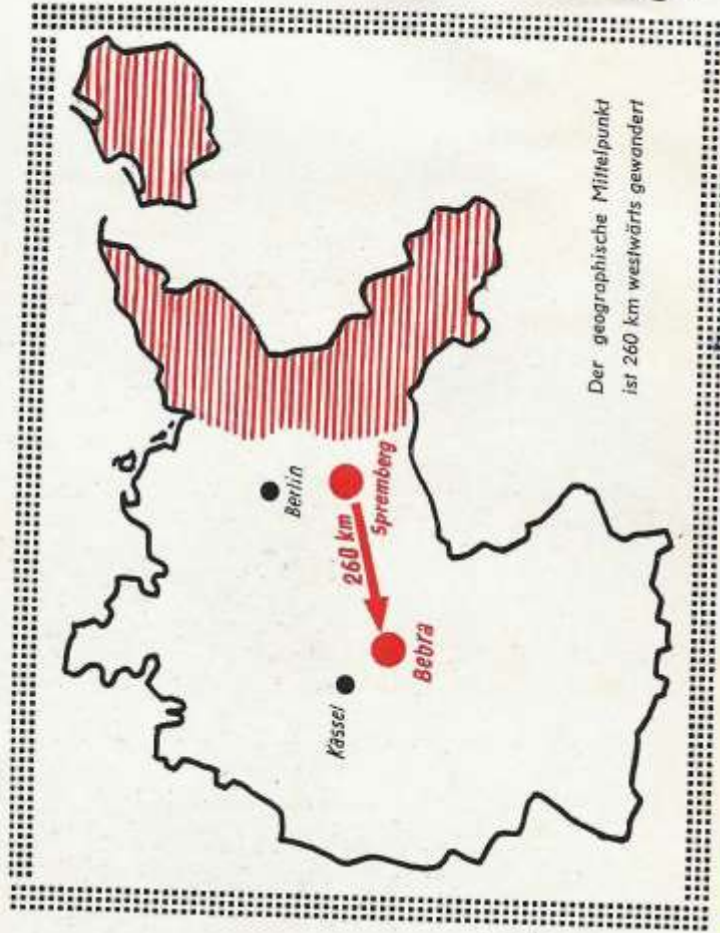 Berlin
260 km
Spremberg
Bebra
Kassel
Der geographische Mittelpunkt
ist 260 km westwärts gewandert